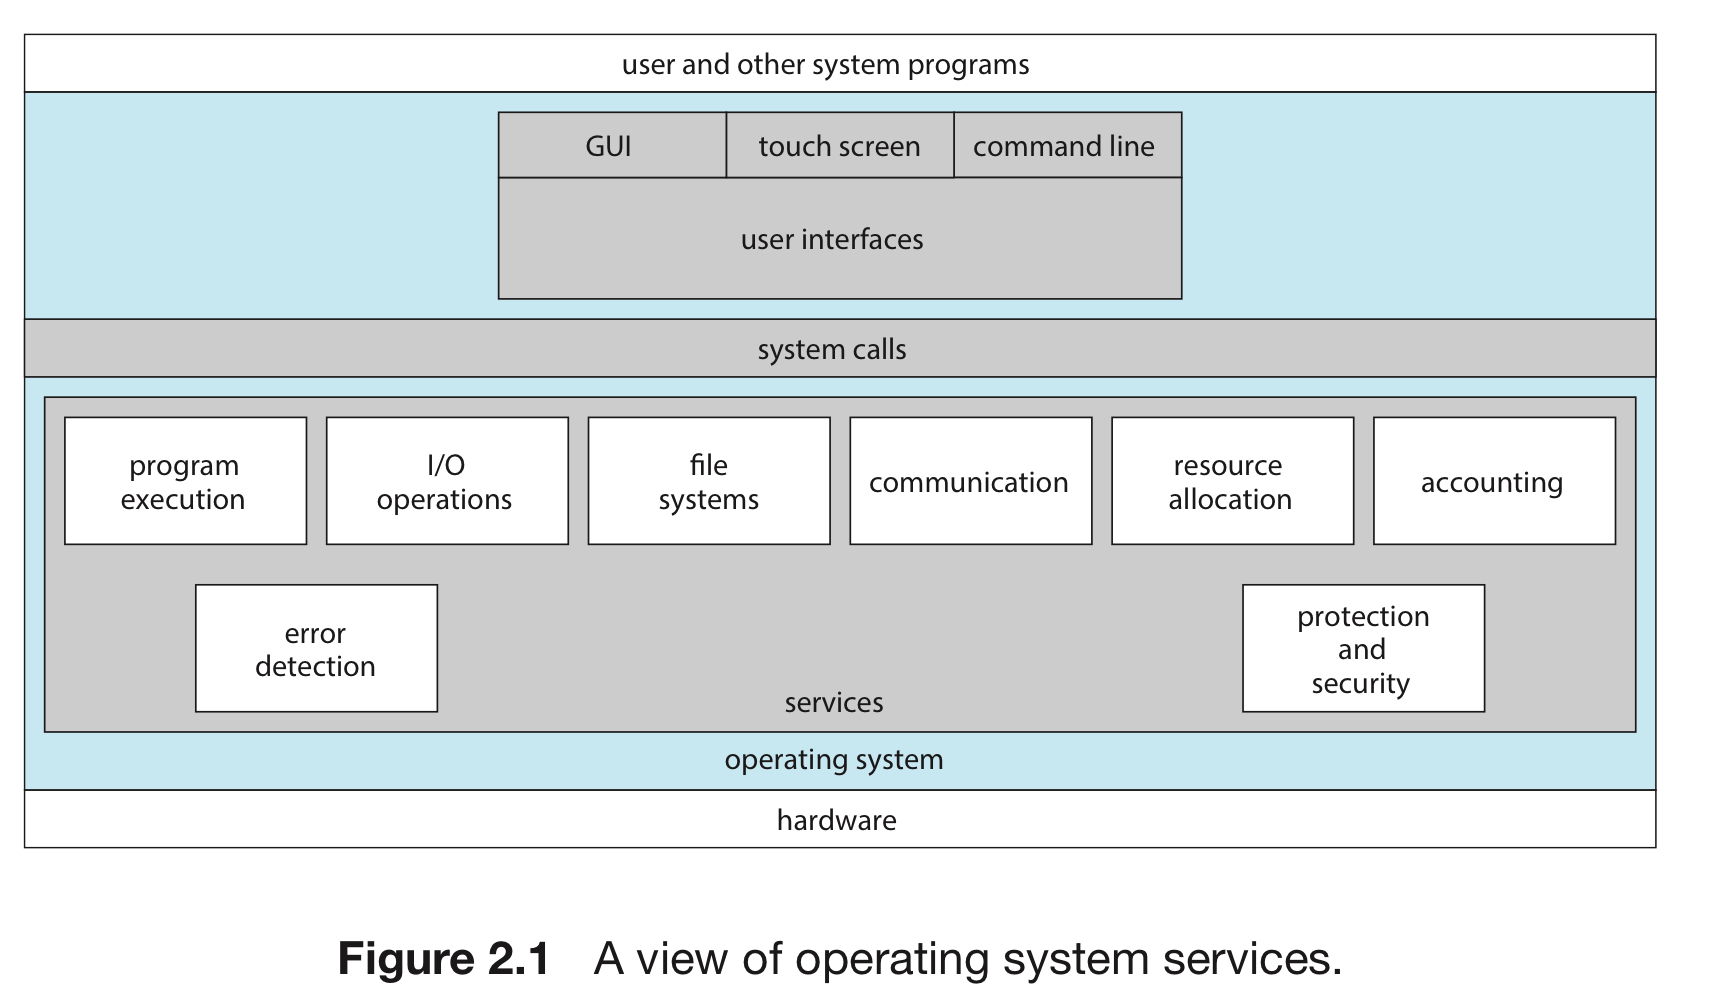 user and other system programs
GUI
touch screen
command line
user interfaces
system calls
program
execution
I/O
operations
file
systems
communication
resource
allocation
accounting
error
detection
protection
and
security
services
operating system
hardware
Figure 2.1 A view of operating system services.